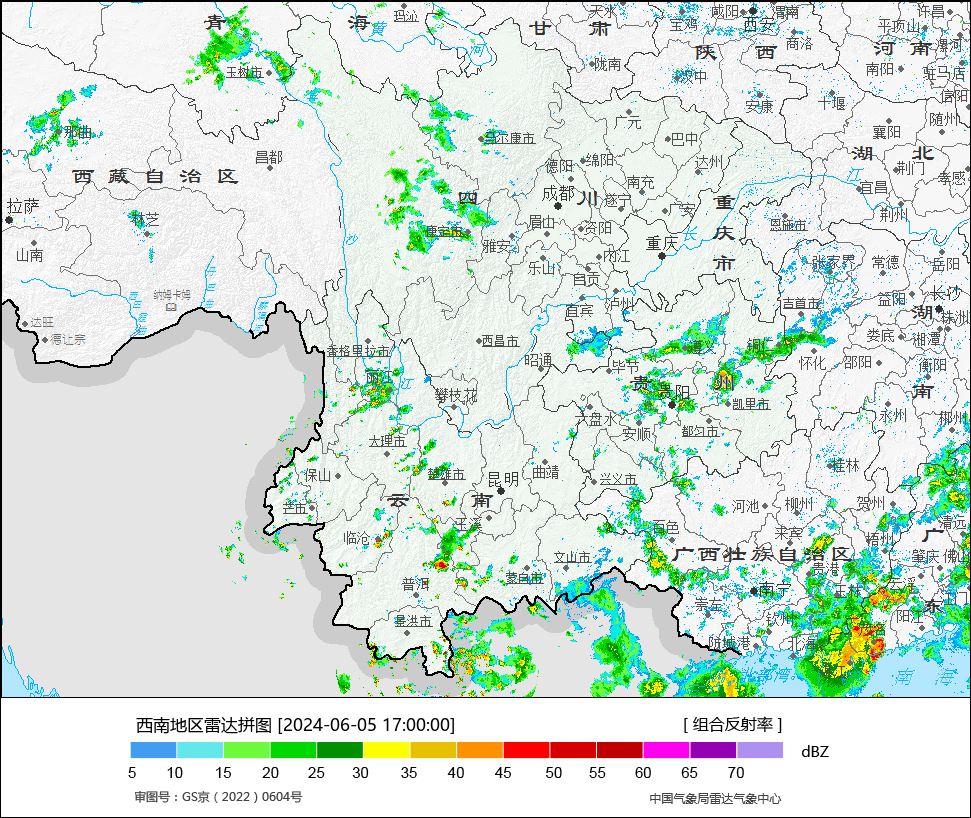 青 海
玛沁
黄
河
甘 肃
天水
宝鸡
咸阳
西安
渭南
许昌
平顶山
漯河
陕 西
商洛
河 南
陇南
汉中
南阳
驻马店
信阳
玉树市
安康
十堰
随州
那曲
马尔康市
广元
巴中
襄阳
昌都
德阳
绵阳
达州
湖 北
荆门
孝感
西 藏 自 治 区
拉萨
林芝
四 川
成都
南充
遂宁
广安
重 庆 市
江
宜昌
荆州
康定市
眉山
资阳
恩施市
山南
雅安
乐山
内江
重庆
长
张家界
常德
岳阳
自贡
纳姆卡姆
宜宾
泸州
吉首市
益阳
长沙
湖 南
株洲
达旺
德让宗
西昌市
娄底
湘潭
香格里拉市
昭通
毕节
遵
铜仁
怀化
邵阳
衡阳
丽江
江
攀枝花
贵 州
贵阳
凯里市
永州
郴州
六盘水
安顺
都匀市
大理市
保山
楚雄市
昆明
曲靖
兴义市
桂林
云 南
芒市
玉溪
河池
柳州
贺州
临沧
百色
来宾
梧州
清远
广 东
文山市
广 西 壮 族 自 治 区
贵港
肇庆
佛山
普洱
蒙自市
南宁
玉林
云浮
崇左
景洪市
钦州
阳江
防城港
北海
湾
南
海
西南地区雷达拼图 [2024-06-05 17:00:00] [ 组合反射率 ]
dBZ
5 10 15 20 25 30 35 40 45 50 55 60 65 70
审图号：GS京（2022）0604号 中国气象局雷达气象中心